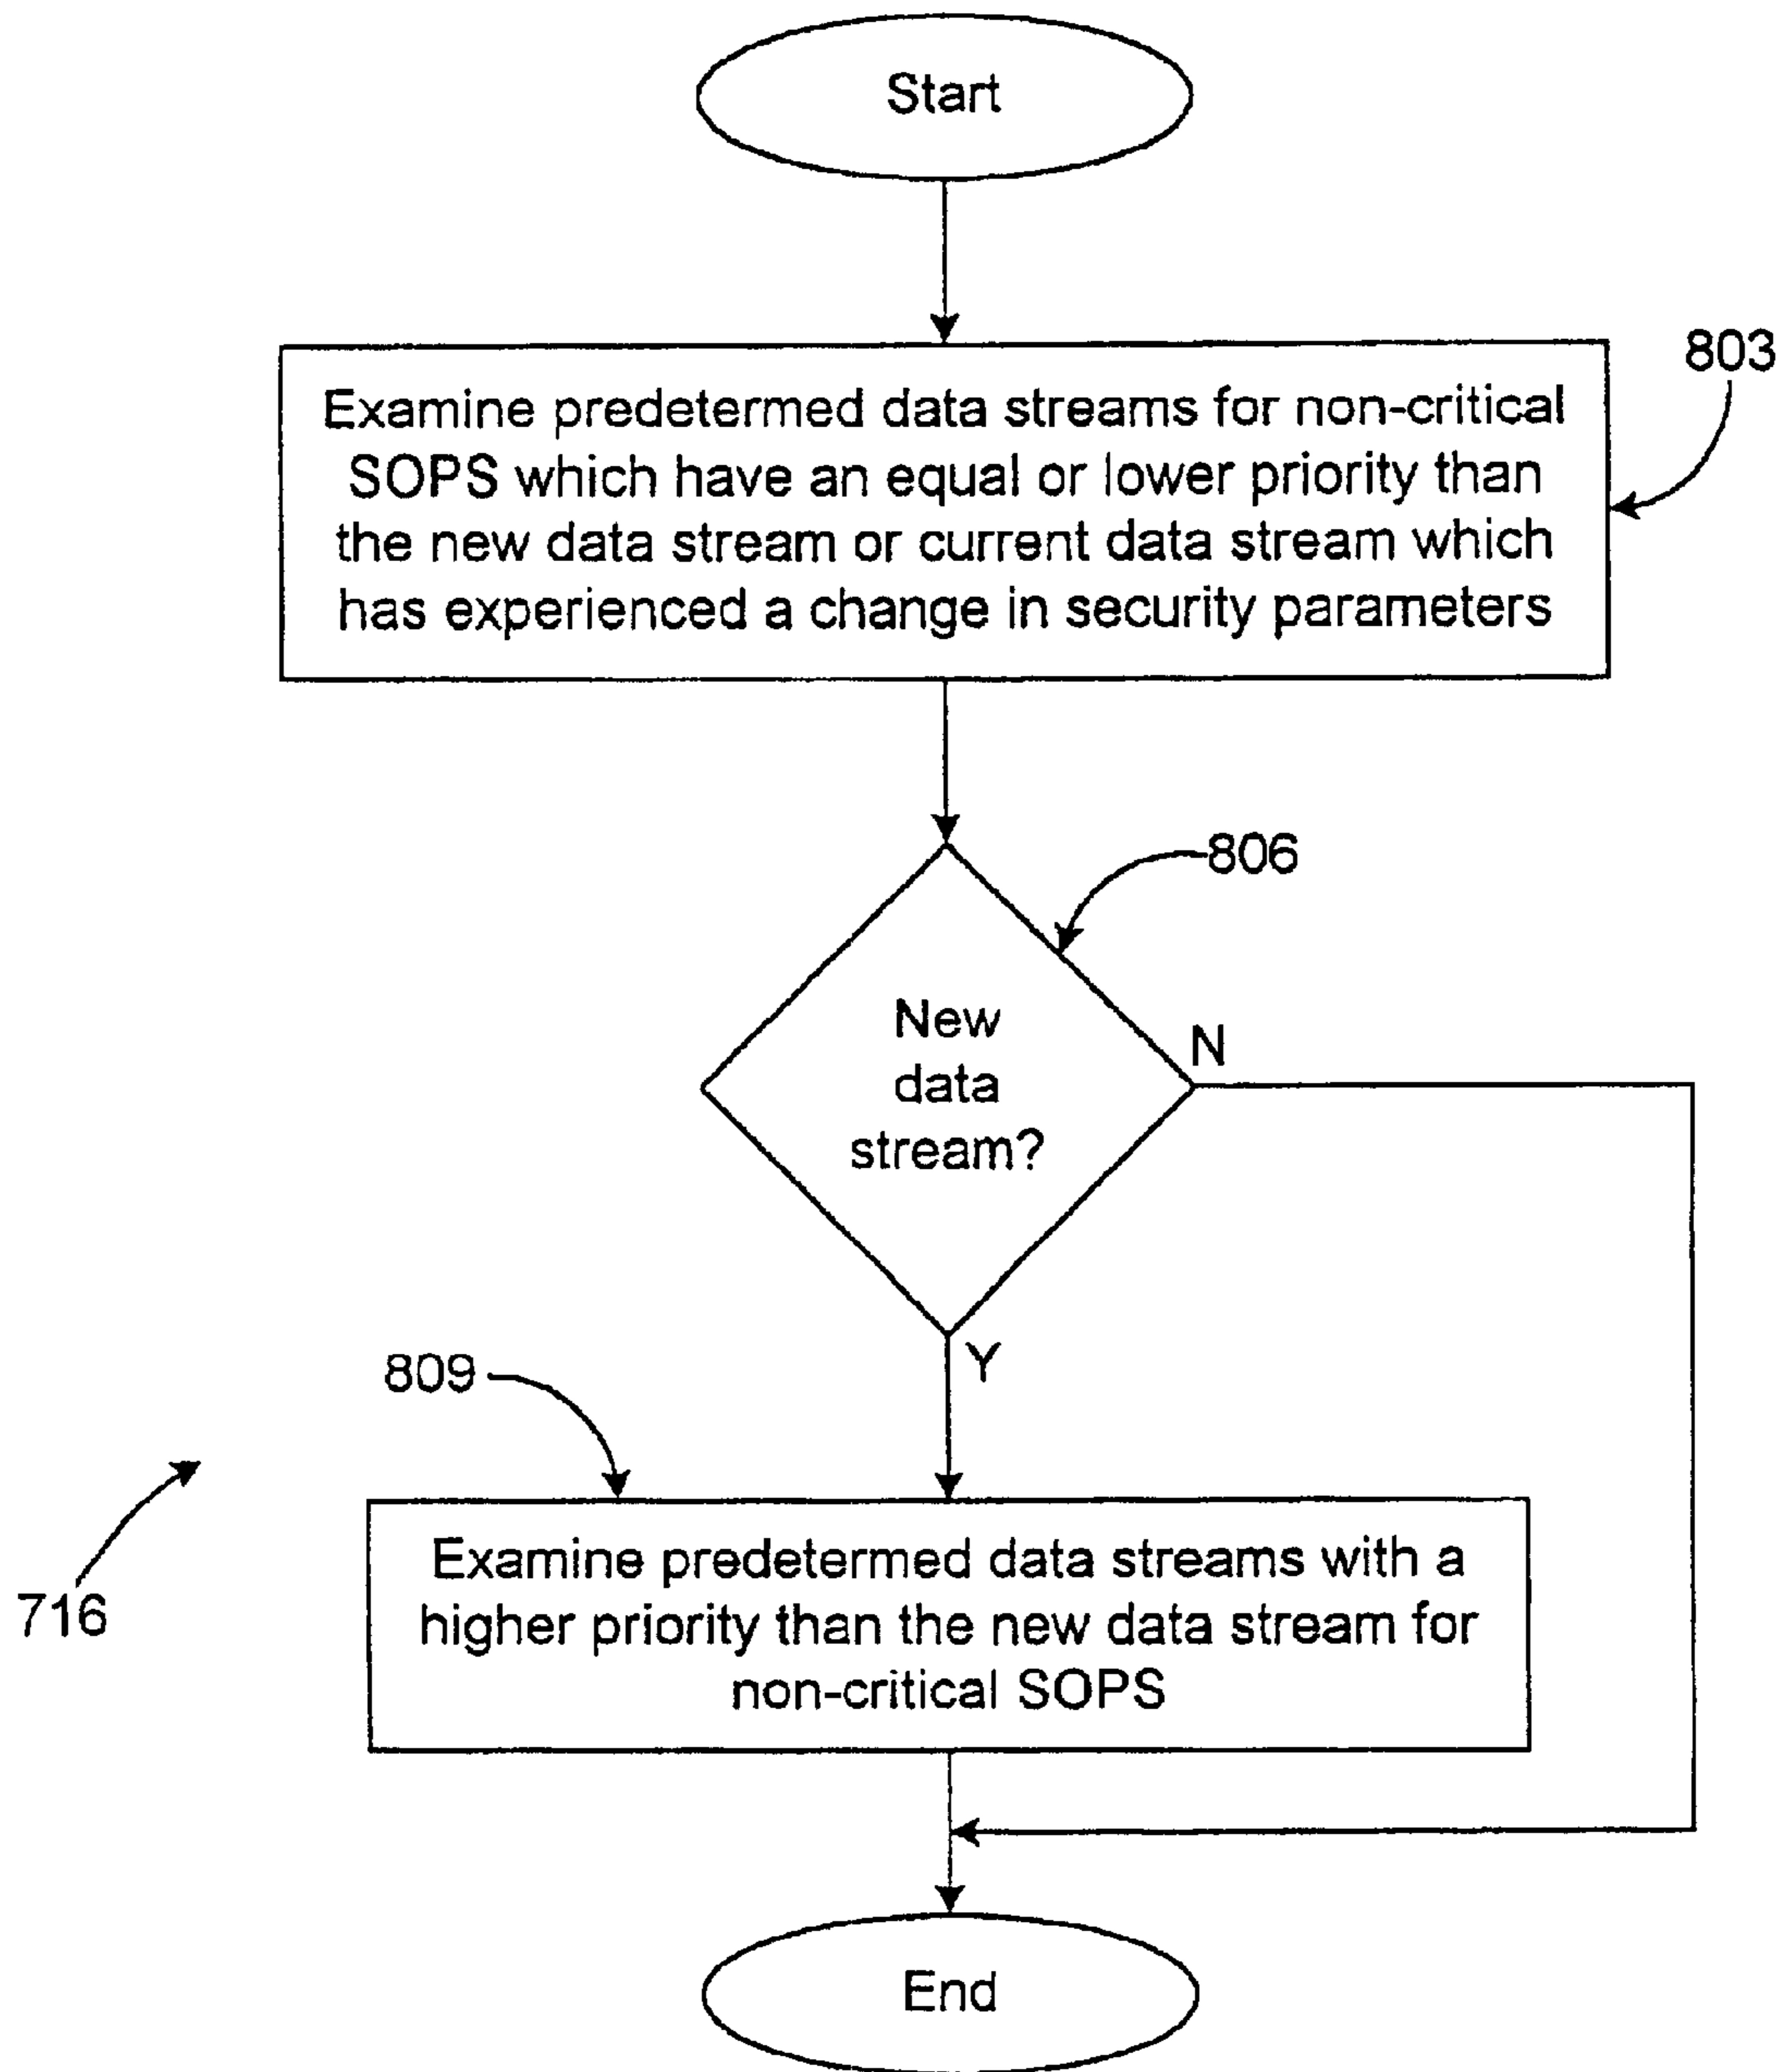 Start
803
Examine predetermed data streams for non-critical
SOPS which have an equal or lower priority than
the new data stream or current data stream which
has experienced a change in security parameters
806
New
data
stream?
N
Y
809
716
Examine predetermed data streams with a
higher priority than the new data stream for
non-critical SOPS
End